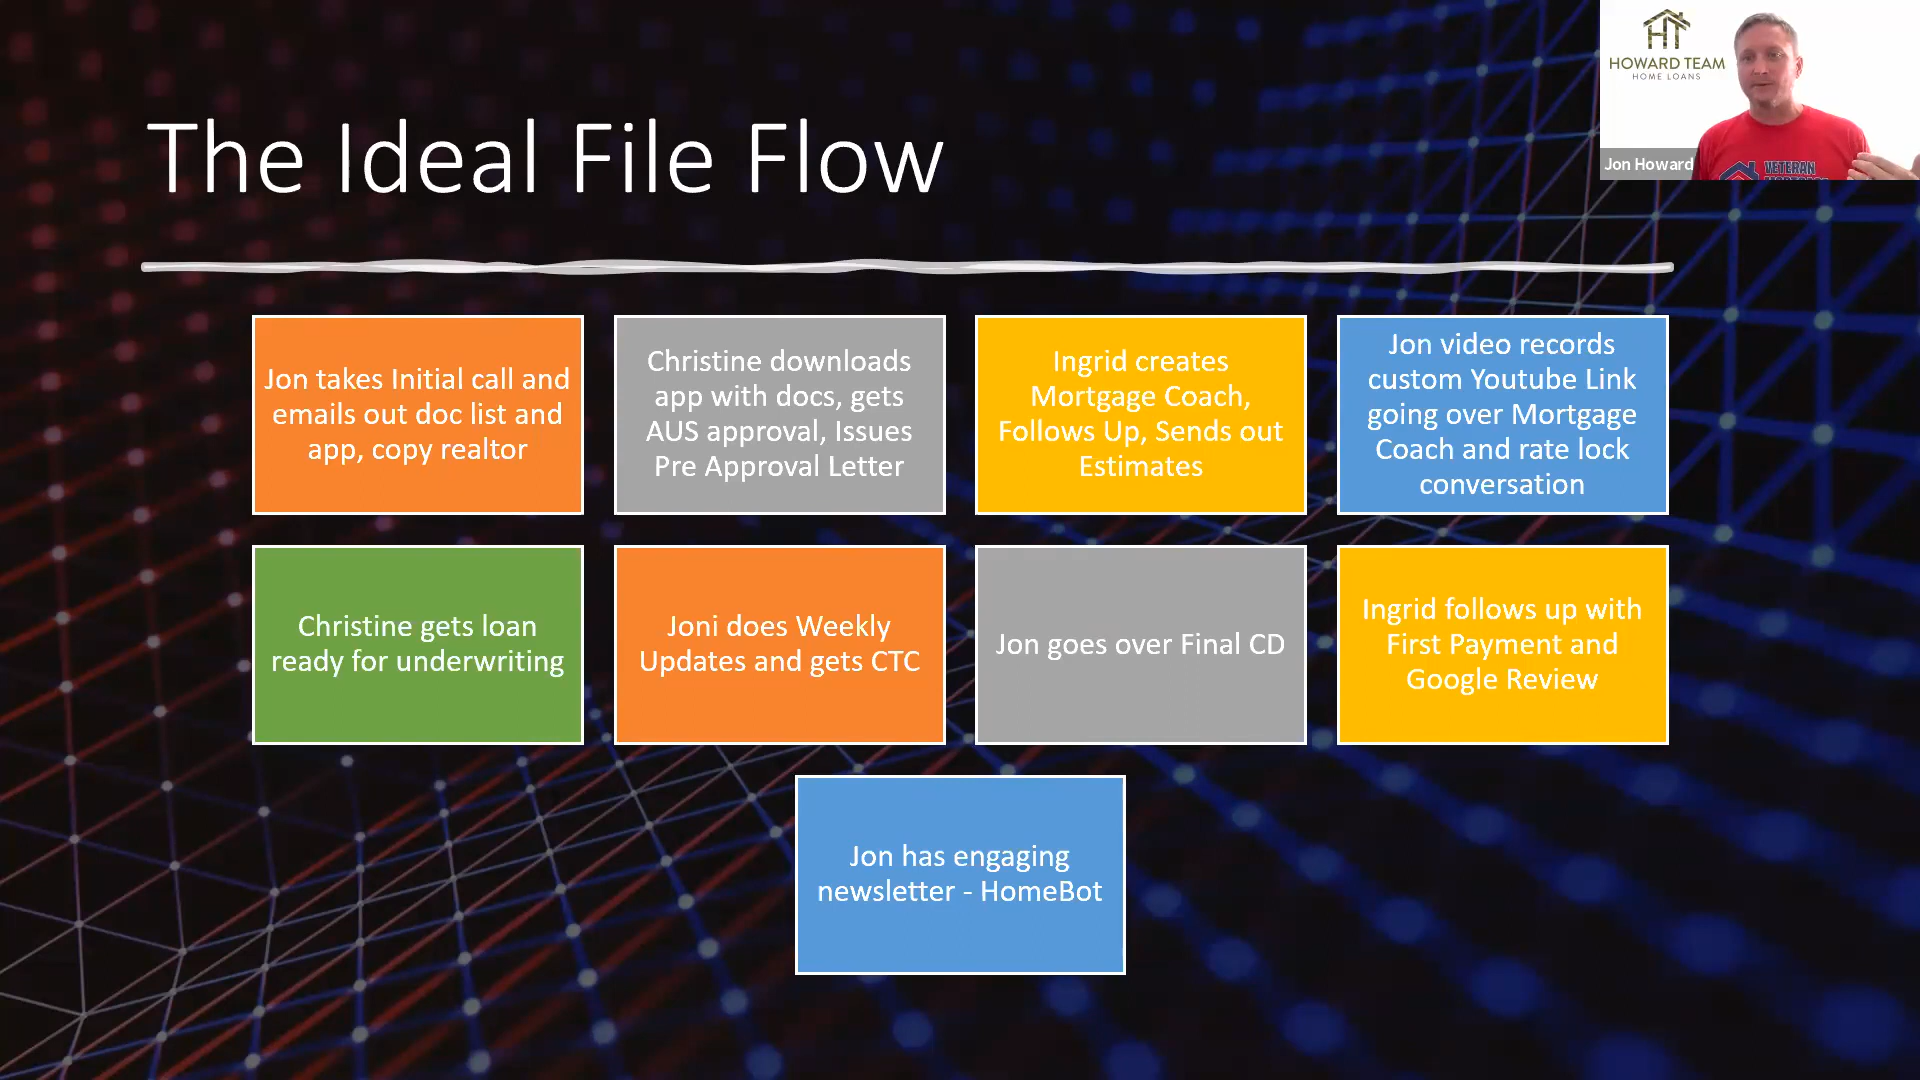 HT
HOWARD TEAM
HOME LOANS
Jon Howard
VETERAN
The Ideal File Flow
Jon takes Initial call and
emails out doc list and
app, copy realtor
Christine downloads
app with docs, gets
AUS approval, Issues
Pre Approval Letter
Ingrid creates
Mortgage Coach,
Follows Up, Sends out
Estimates
Jon video records
custom Youtube Link
going over Mortgage
Coach and rate lock
conversation
Christine gets loan
ready for underwriting
Joni does Weekly
Updates and gets CTC
Jon goes over Final CD
Ingrid follows up with
First Payment and
Google Review
Jon has engaging
newsletter - HomeBot